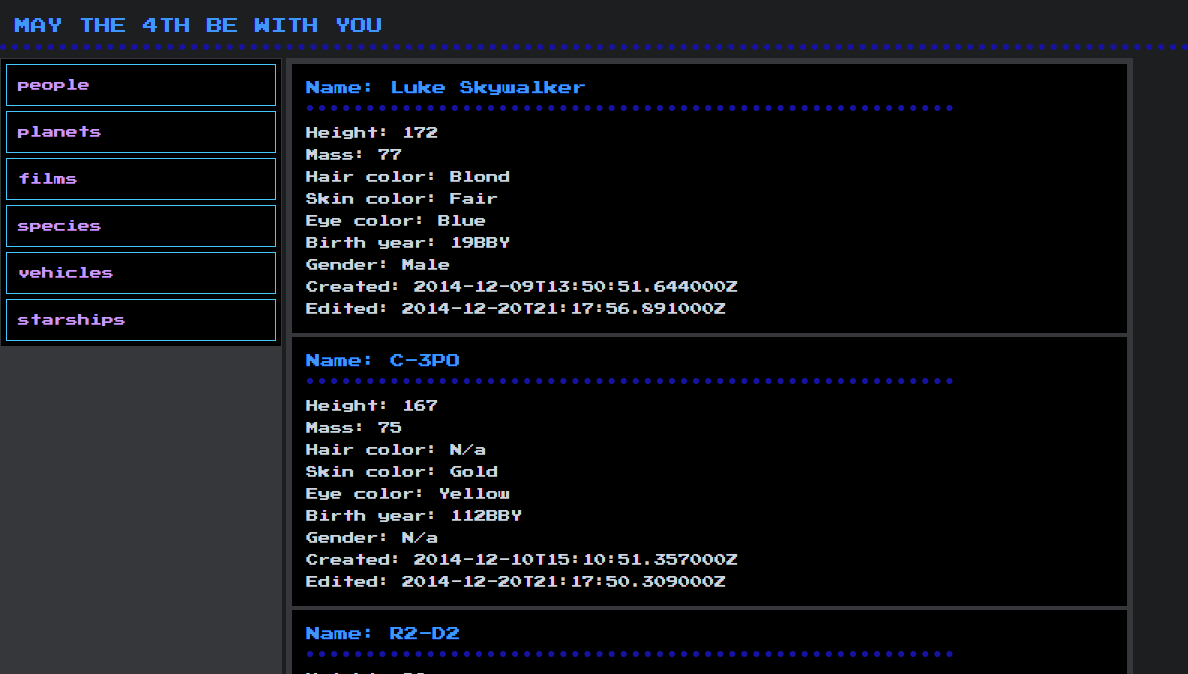 MAY THE 4TH BE WITH YOU
people
planets
films
species
vehicles
starships
Name: Luke Skywalker
Height: 172
Mass: 77
Hair color: Blond
Skin color: Fair
Eye color: Blue
Birth year: 19BBY
Gender: Male
Created: 2014-12-09T13:50:51.644000Z
Edited: 2014-12-20T21:17:56.891000Z
Name: C-3PO
Height: 167
Mass: 75
Hair color: N/a
Skin color: Gold
Eye color: Yellow
Birth year: 112BBY
Gender: N/a
Created: 2014-12-10T15:10:51.357000Z
Edited: 2014-12-20T21:17:50.309000Z
Name: R2-D2